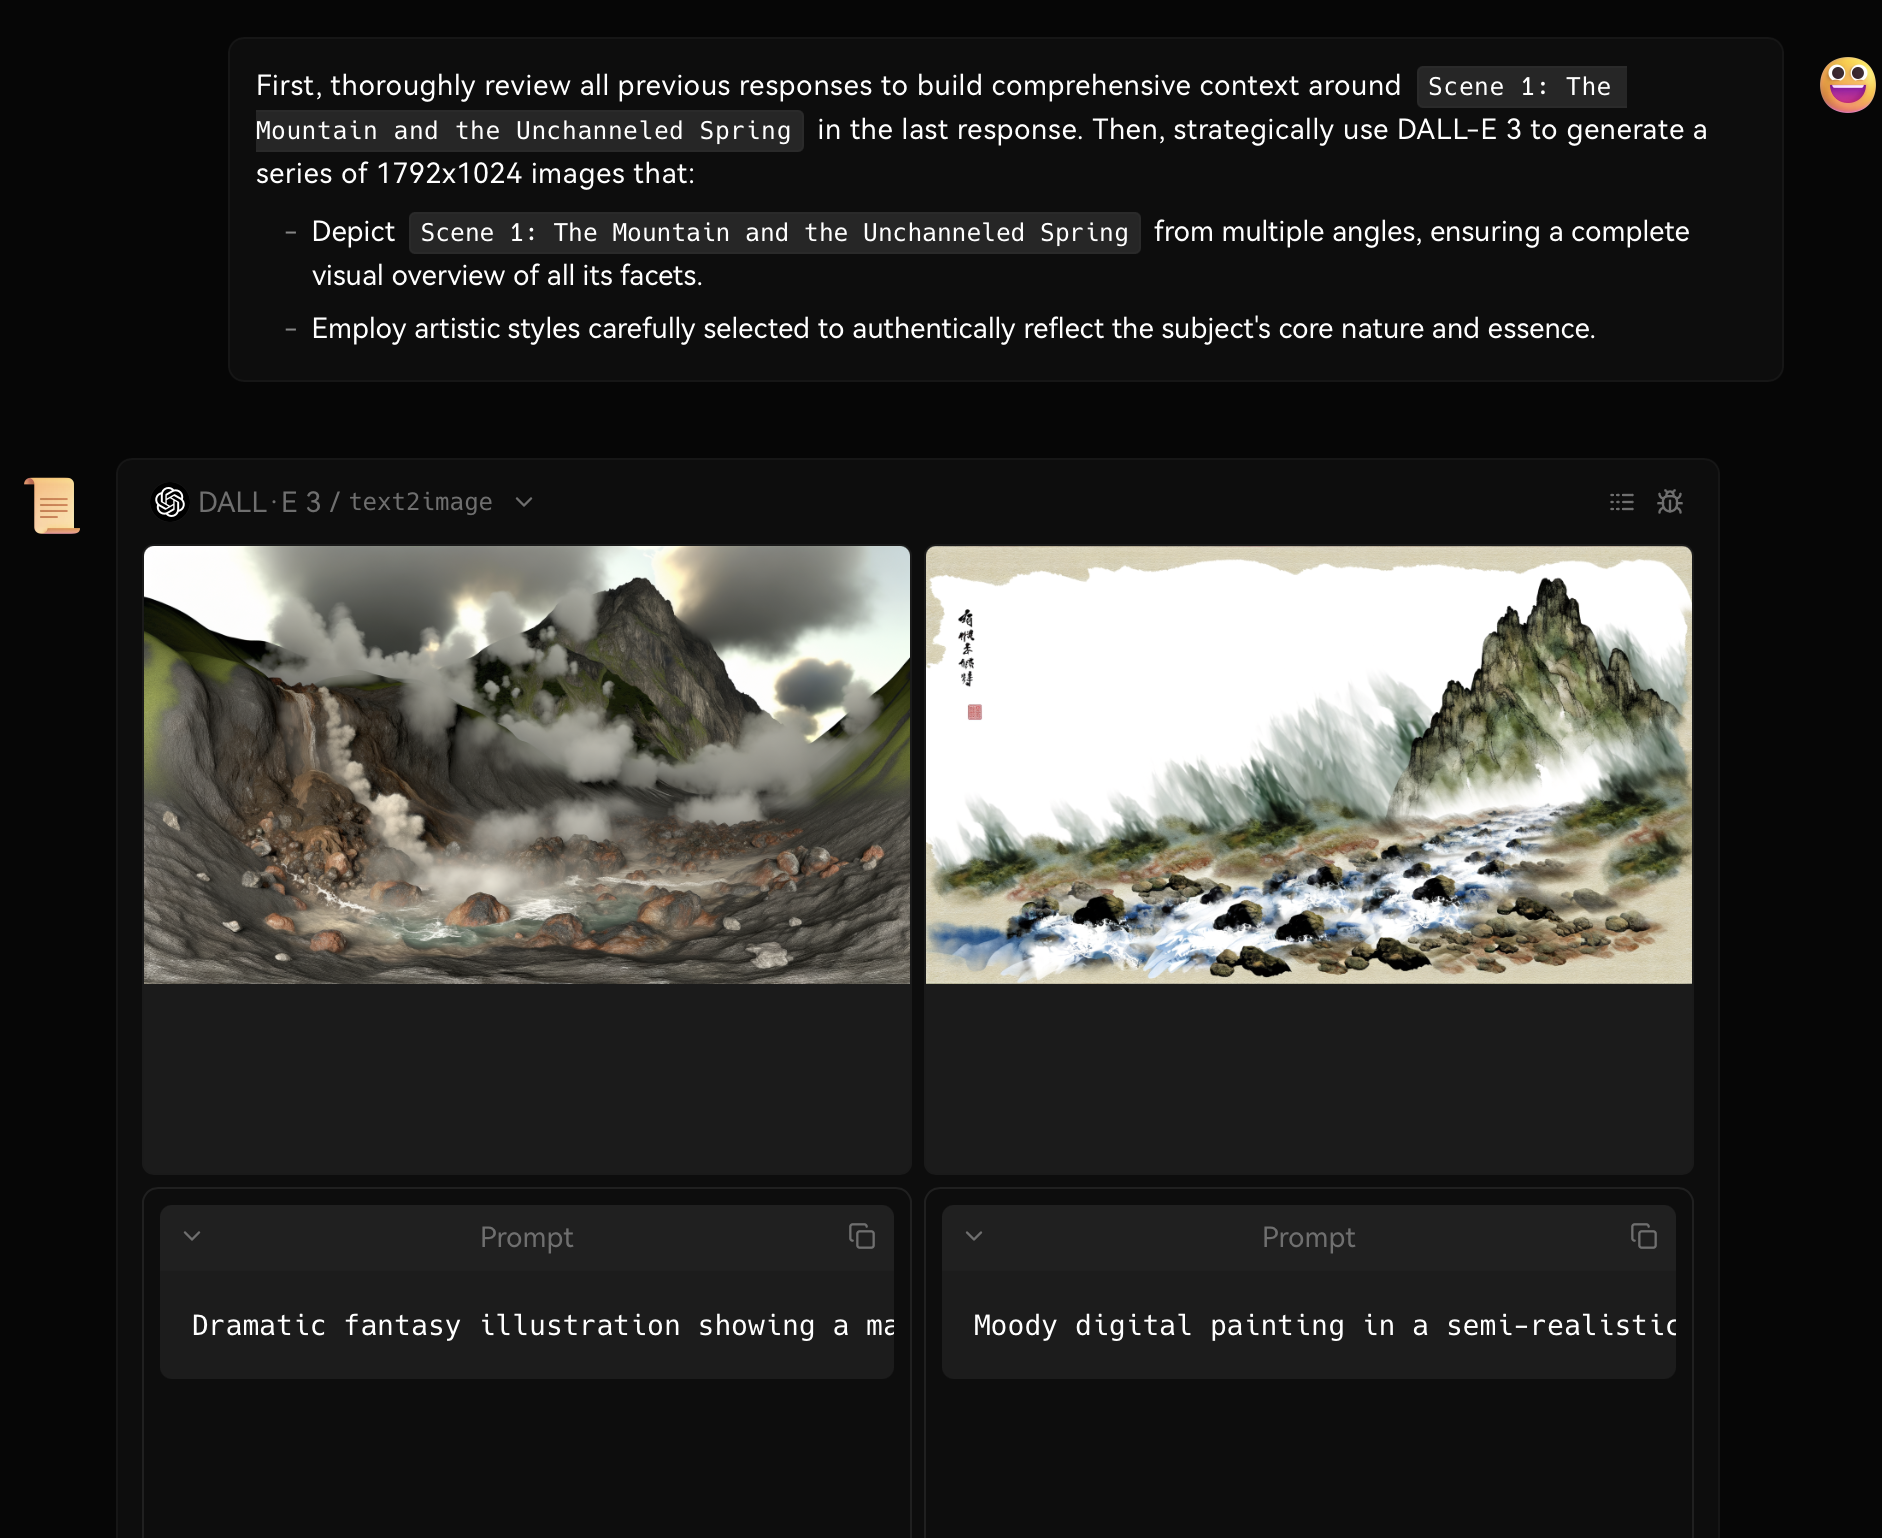 First, thoroughly review all previous responses to build comprehensive context around Scene 1: The
Mountain and the Unchanneled Spring in the last response. Then, strategically use DALL-E 3 to generate a
series of 1792x1024 images that:
- Depict Scene 1: The Mountain and the Unchanneled Spring from multiple angles, ensuring a complete
visual overview of all its facets.
- Employ artistic styles carefully selected to authentically reflect the subject's core nature and essence.
DALL·E 3 / text2image
Prompt
Dramatic fantasy illustration showing a ma
Prompt
Moody digital painting in a semi-realistic